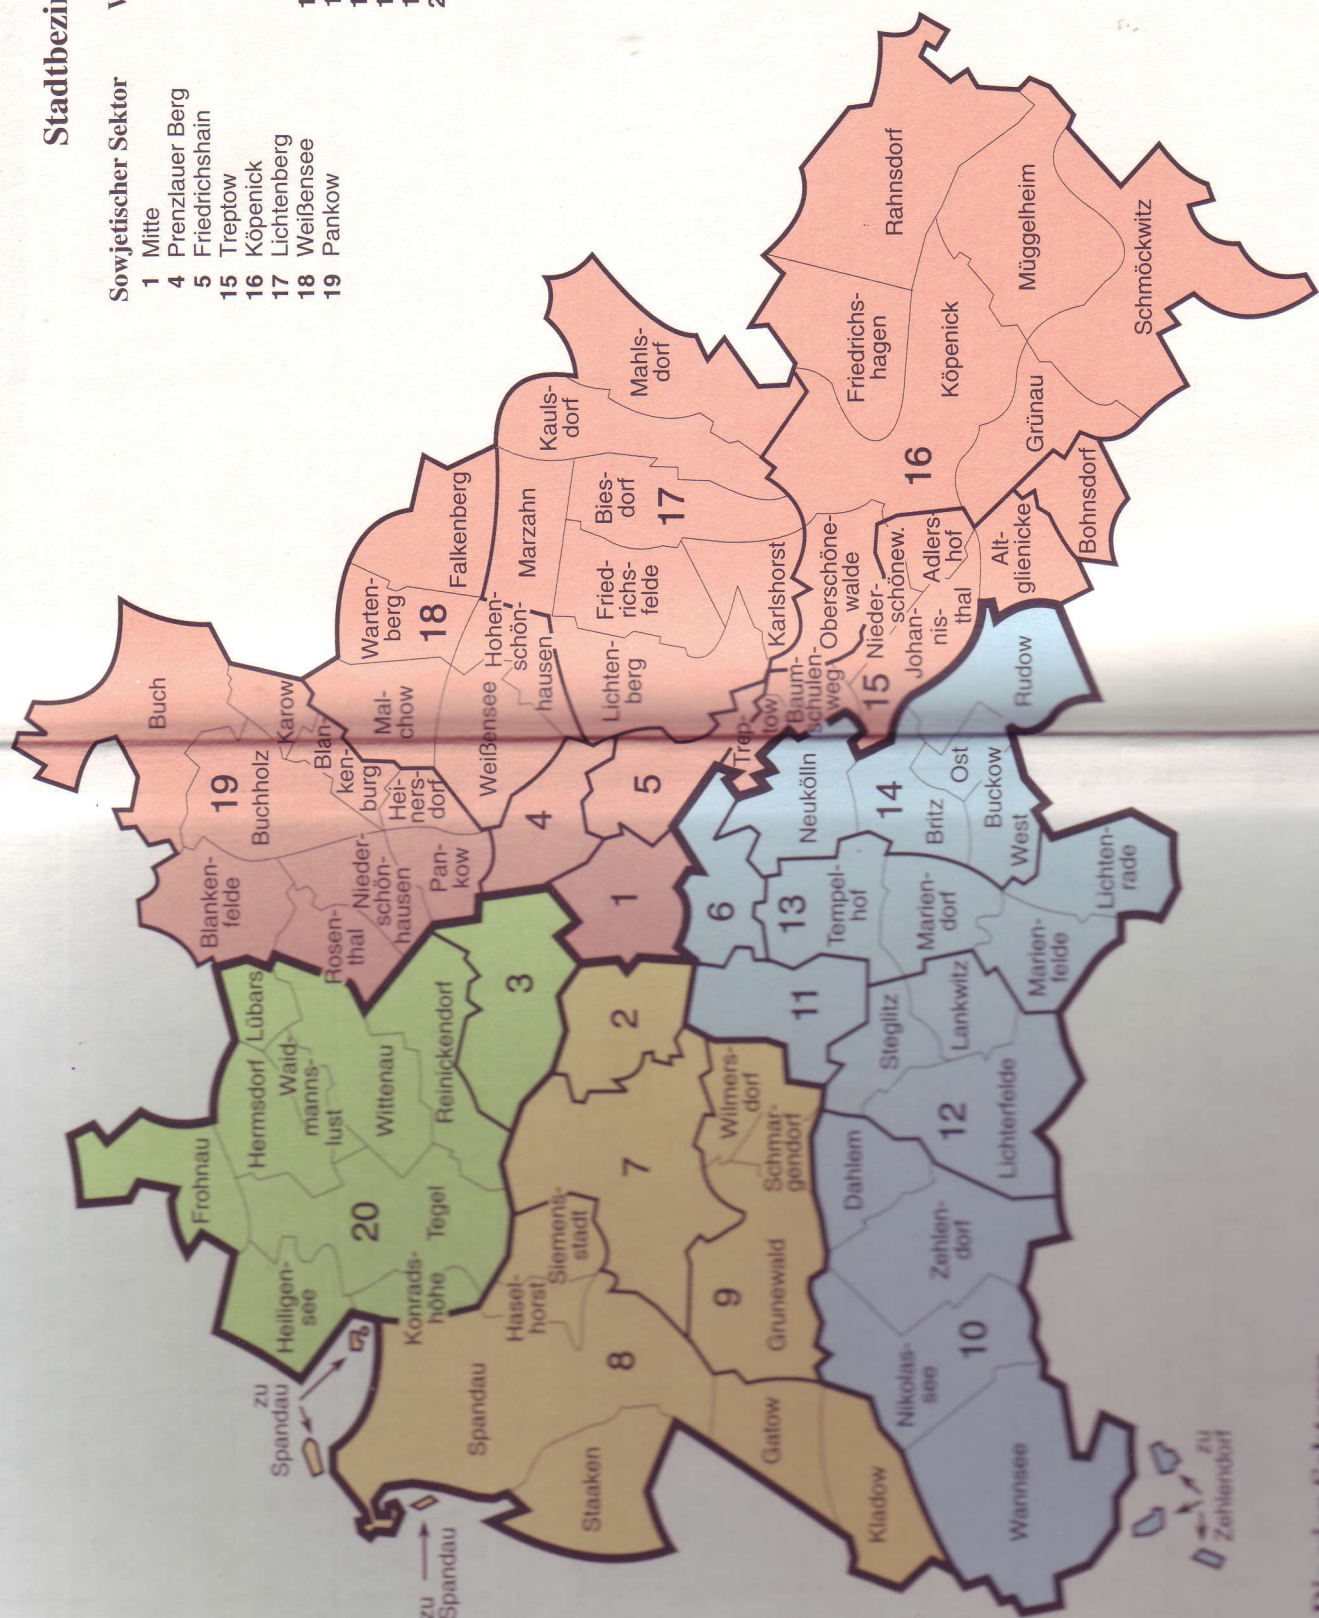 Stadtbezir
Sowjetischer Sektor
1 Mitte
4 Prenzlauer Berg
5 Friedrichshain
15 Treptow
16 Köpenick
17 Lichtenberg
18 Weißensee
19 Pankow
Frohnau
Hermsdorf
Lübars
Waid-
manns-
lust
Heiligen-
see
20
Wittenau
Tegel
Konrads-
höhe
Reinickendorf
3
Blanken-
felde
Rosen-
thal
Nieder-
schön-
hausen
Pan-
kow
19
Buchholz
Buch
Karow
Blan-
ken-
burg
Hei-
ners-
dorf
Mal-
chow
Warten-
berg
18
Falkenberg
Weißensee
Hohen-
schön-
hausen
4
5
1
2
Marzahn
Kauls-
dorf
Mahls-
dorf
Bies-
dorf
17
Fried-
richs-
felde
Lichten-
berg
Karlshorst
zu
Spandau
zu
Spandau
Spandau
Hasel-
horst
Siemens-
stadt
8
Staaken
Gatow
Kladow
7
Wilmers-
dorf
Schmar-
gendorf
9
Grunewald
6
13
Tempel-
hof
Marien-
dorf
Marien-
felde
Lichten-
rade
11
Steglitz
Lankwitz
12
Lichterfelde
Dahlem
Zehlen-
dorf
10
Nikolas-
see
Wannsee
zu
Zehlendorf
Neukölln
14
Britz
Ost
Buckow
West
Rudow
Trep-
tow
Baum-
schulen-
weg
15
Nieder-
schönew.
Johan-
nis-
thal
Adlers-
hof
Alt-
glienicke
Bohnsdorf
Oberschöne-
walde
16
Köpenick
Friedrichs-
hagen
Rahnsdorf
Müggelheim
Grünau
Schmöckwitz